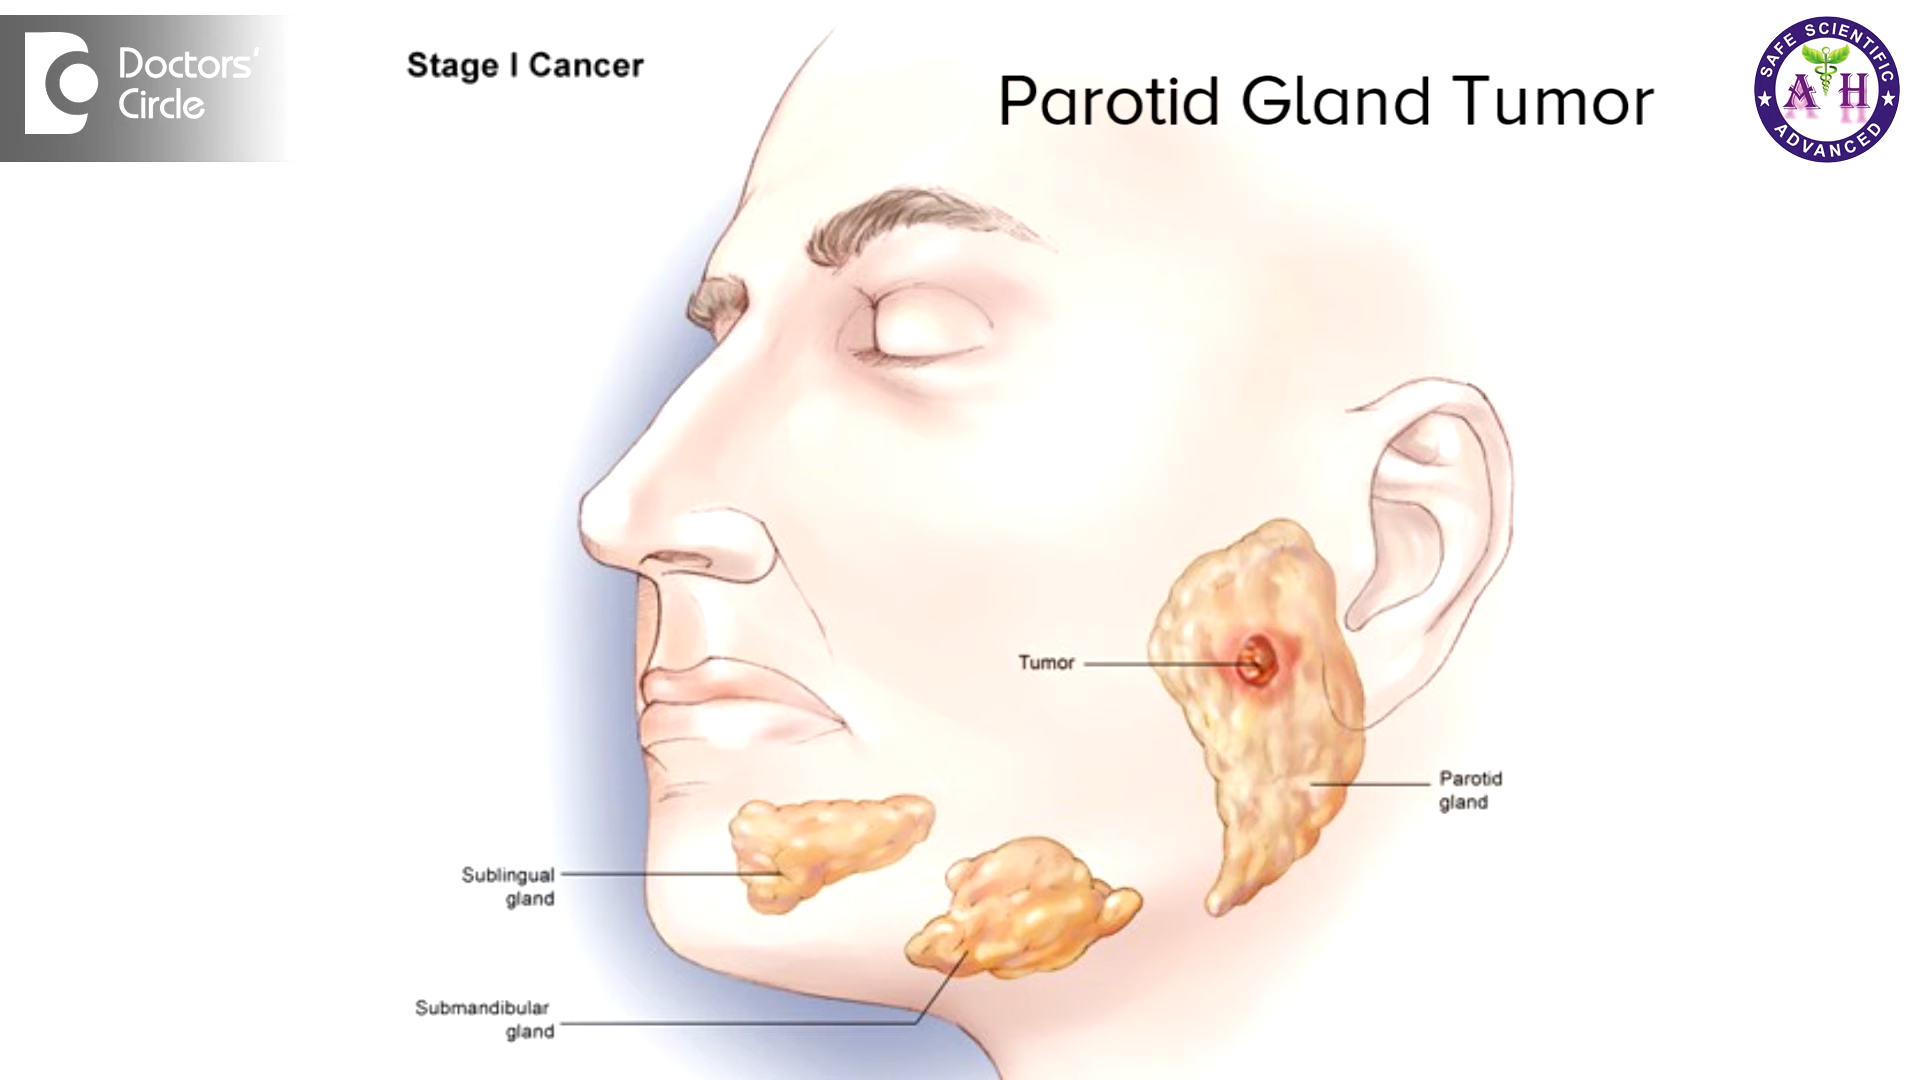 Doctors'
Circle
Stage I Cancer
Parotid Gland Tumor
SAFE SCIENTIFIC
A H
ADVANCED
Tumor
Parotid
gland
Sublingual
gland
Submandibular
gland